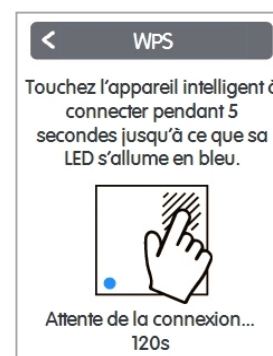 WPS
Touchez l'appareil intelligent à
connecter pendant 5
secondes jusqu'à ce que sa
LED s'allume en bleu.
Attente de la connexion...
120s